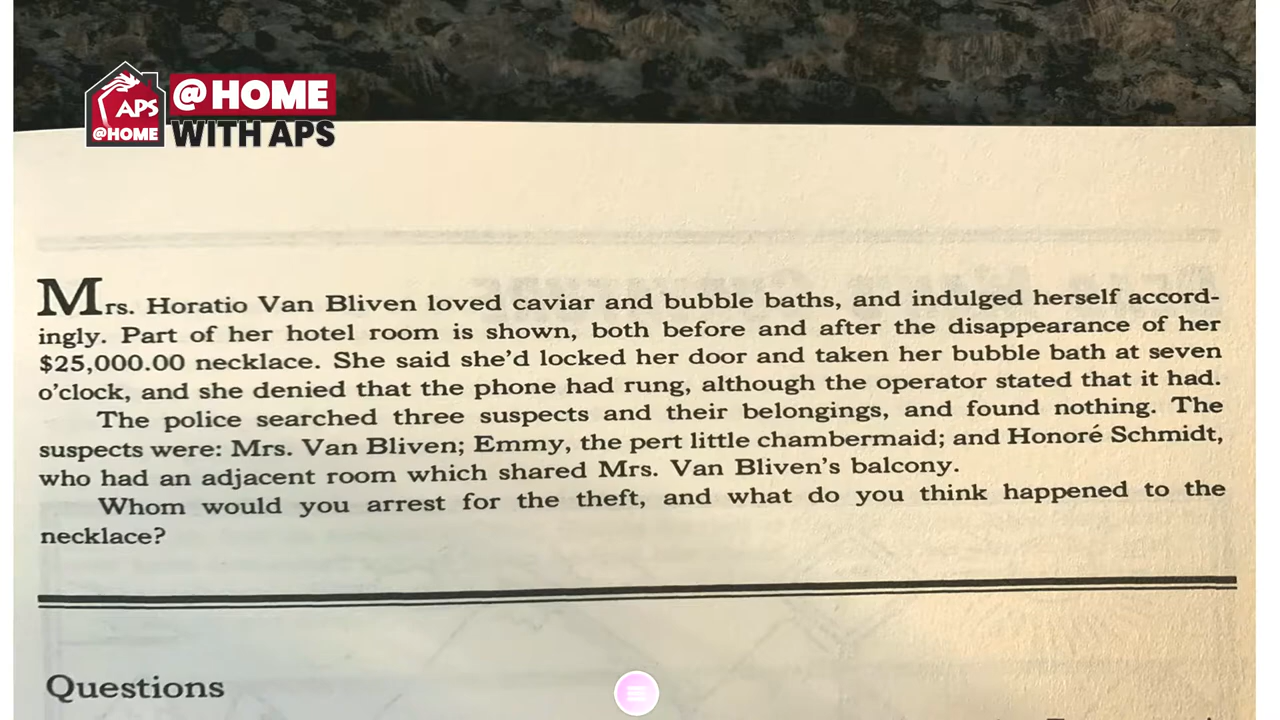 APS
@HOME
@HOME
WITH APS
Mrs. Horatio Van Bliven loved caviar and bubble baths, and indulged herself accord-
ingly. Part of her hotel room is shown, both before and after the disappearance of her
$25,000.00 necklace. She said she'd locked her door and taken her bubble bath at seven
o'clock, and she denied that the phone had rung, although the operator stated that it had.
The police searched three suspects and their belongings, and found nothing. The
suspects were: Mrs. Van Bliven; Emmy, the pert little chambermaid; and Honoré Schmidt,
who had an adjacent room which shared Mrs. Van Bliven's balcony.
Whom would you arrest for the theft, and what do you think happened to the
necklace?
Questions